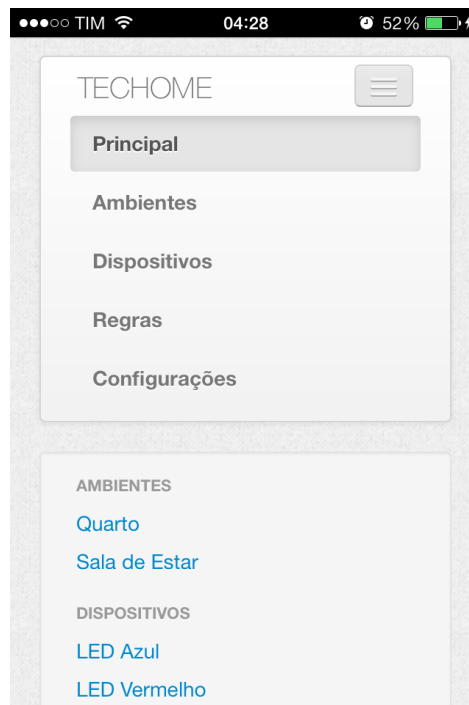 TIM 04:28 52%
TECHOME
Principal
Ambientes
Dispositivos
Regras
Configurações
AMBIENTES
Quarto
Sala de Estar
DISPOSITIVOS
LED Azul
LED Vermelho